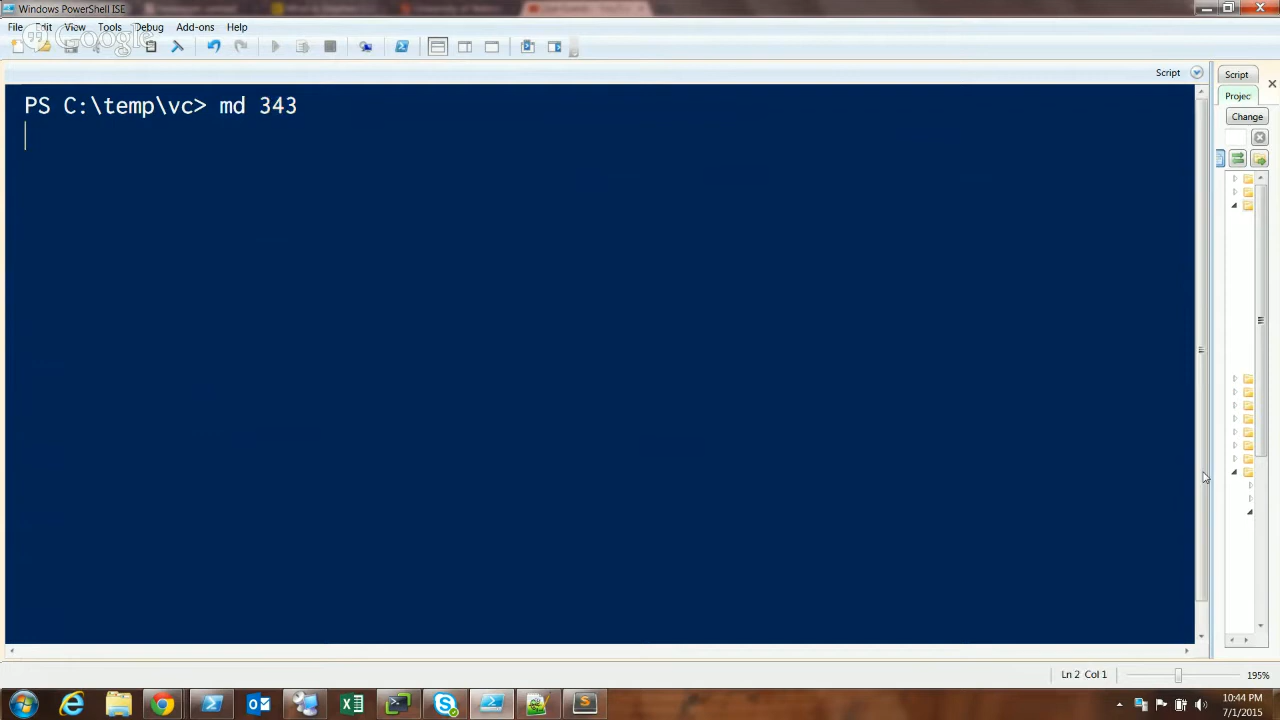 Windows PowerShell ISE
File Edit View Tools Debug Add-ons Help
Google
Script
PS C:\temp\vc> md 343
Script
Projec
Change
Ln 2 Col 1
195%
10:44 PM
7/1/2015